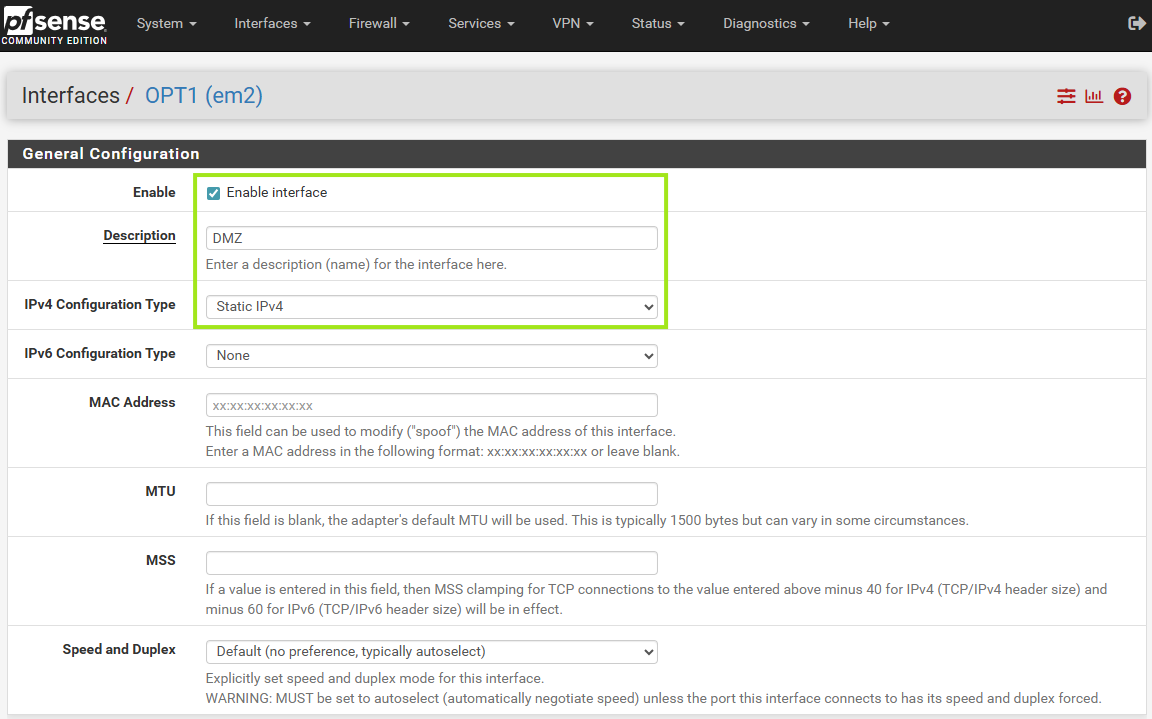 pfsense
COMMUNITY EDITION
System Interfaces Firewall Services VPN Status Diagnostics Help
Interfaces / OPT1 (em2)
General Configuration
Enable Enable interface
Description DMZ
Enter a description (name) for the interface here.
IPv4 Configuration Type Static IPv4
IPv6 Configuration Type None
MAC Address xx:xx:xx:xx:xx:xx
This field can be used to modify ("spoof") the MAC address of this interface.
Enter a MAC address in the following format: xx:xx:xx:xx:xx:xx or leave blank.
MTU
If this field is blank, the adapter's default MTU will be used. This is typically 1500 bytes but can vary in some circumstances.
MSS
If a value is entered in this field, then MSS clamping for TCP connections to the value entered above minus 40 for IPv4 (TCP/IPv4 header size) and
minus 60 for IPv6 (TCP/IPv6 header size) will be in effect.
Speed and Duplex Default (no preference, typically autoselect)
Explicitly set speed and duplex mode for this interface.
WARNING: MUST be set to autoselect (automatically negotiate speed) unless the port this interface connects to has its speed and duplex forced.